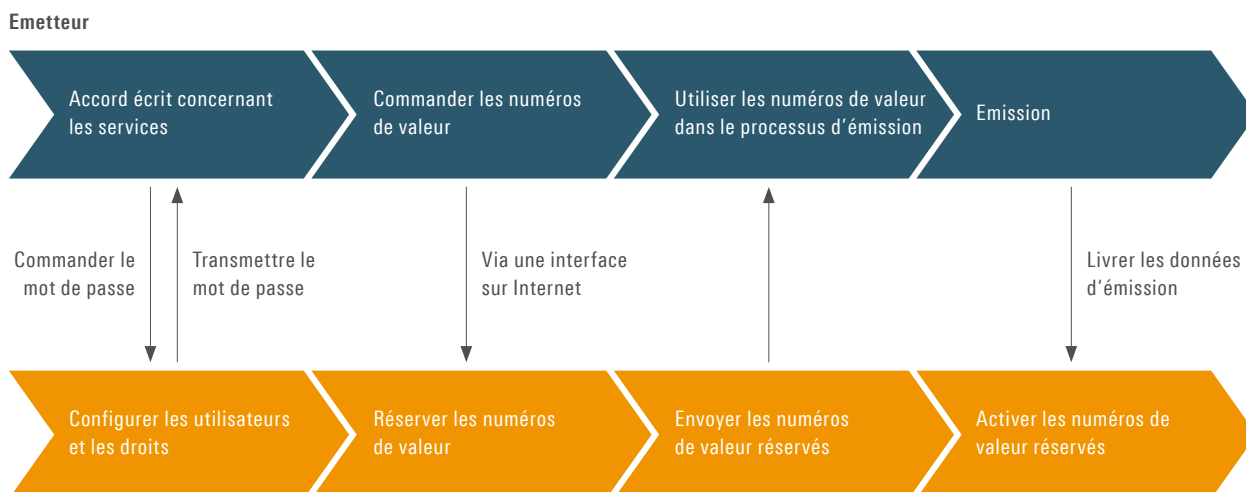 Emetteur
Accord écrit concernant
les services
Commander les numéros
de valeur
Utiliser les numéros de valeur
dans le processus d’émission
Emission
Commander le
mot de passe
Transmettre le
mot de passe
Via une interface
sur Internet
Livrer les données
d‘émission
Configurer les utilisateurs
et les droits
Réserver les numéros
de valeur
Envoyer les numéros
de valeur réservés
Activer les numéros de
valeur réservés